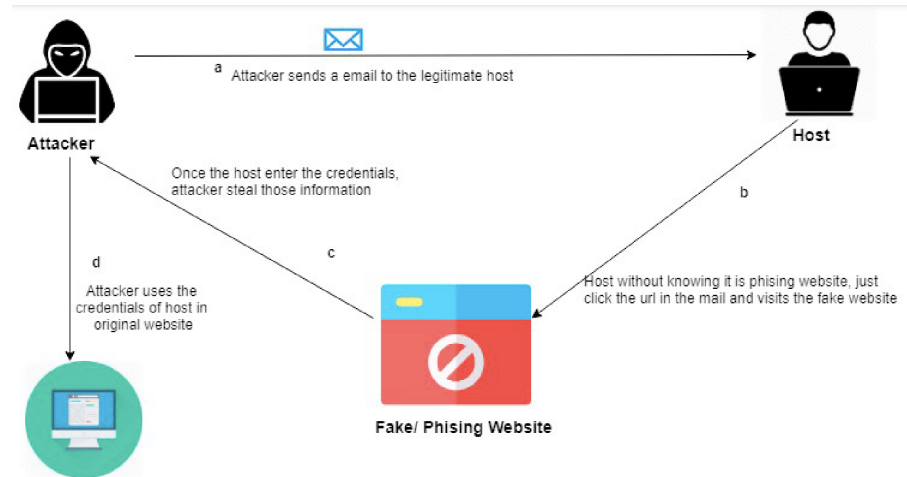 a
Attacker sends a email to the legitimate host
Attacker
Host
Once the host enter the credentials,
attacker steal those information
b
c
d
Host without knowing it is phising website, just
click the url in the mail and visits the fake website
Attacker uses the
credentials of host in
original website
Fake/ Phising Website